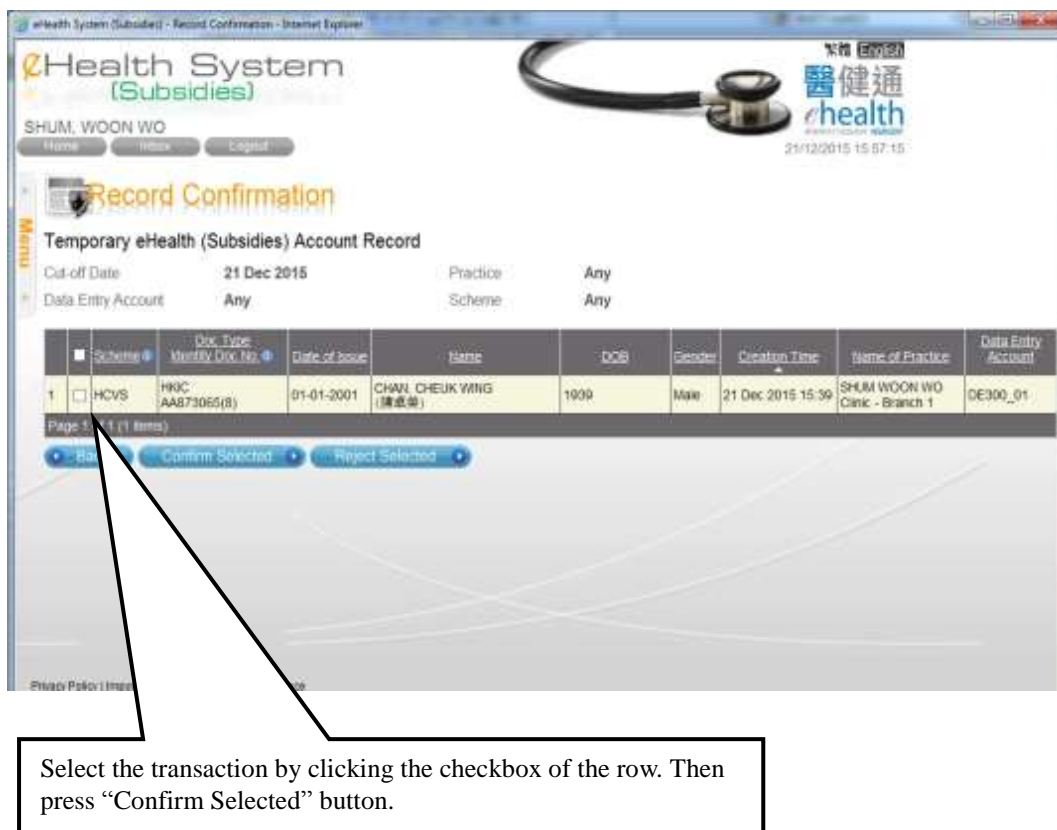 eHealth System (Subsidies) - Record Confirmation - Internet Explorer
eHealth System
(Subsidies)
繁體 English
醫健通
ehealth
SHUM, WOON WO
Home Inbox Logout
21/12/2015 15:57:15
Menu
Record Confirmation
Temporary eHealth (Subsidies) Account Record
Cut-off Date 21 Dec 2015 Practice Any
Data Entry Account Any Scheme Any
Scheme Doc. Type Identity Doc. No. Date of Issue Name DOB Gender Creation Time Name of Practice Data Entry Account
1 HCVS HKIC AA873065(8) 01-01-2001 CHAN, CHEUK WING 1939 Male 21 Dec 2015 15:39 SHUM WOON WO Clinic - Branch 1 DE300_01
Page 1 1 (1 items)
Ba Confirm Selected Reject Selected
Privacy Policy |
Select the transaction by clicking the checkbox of the row. Then
press “Confirm Selected” button.